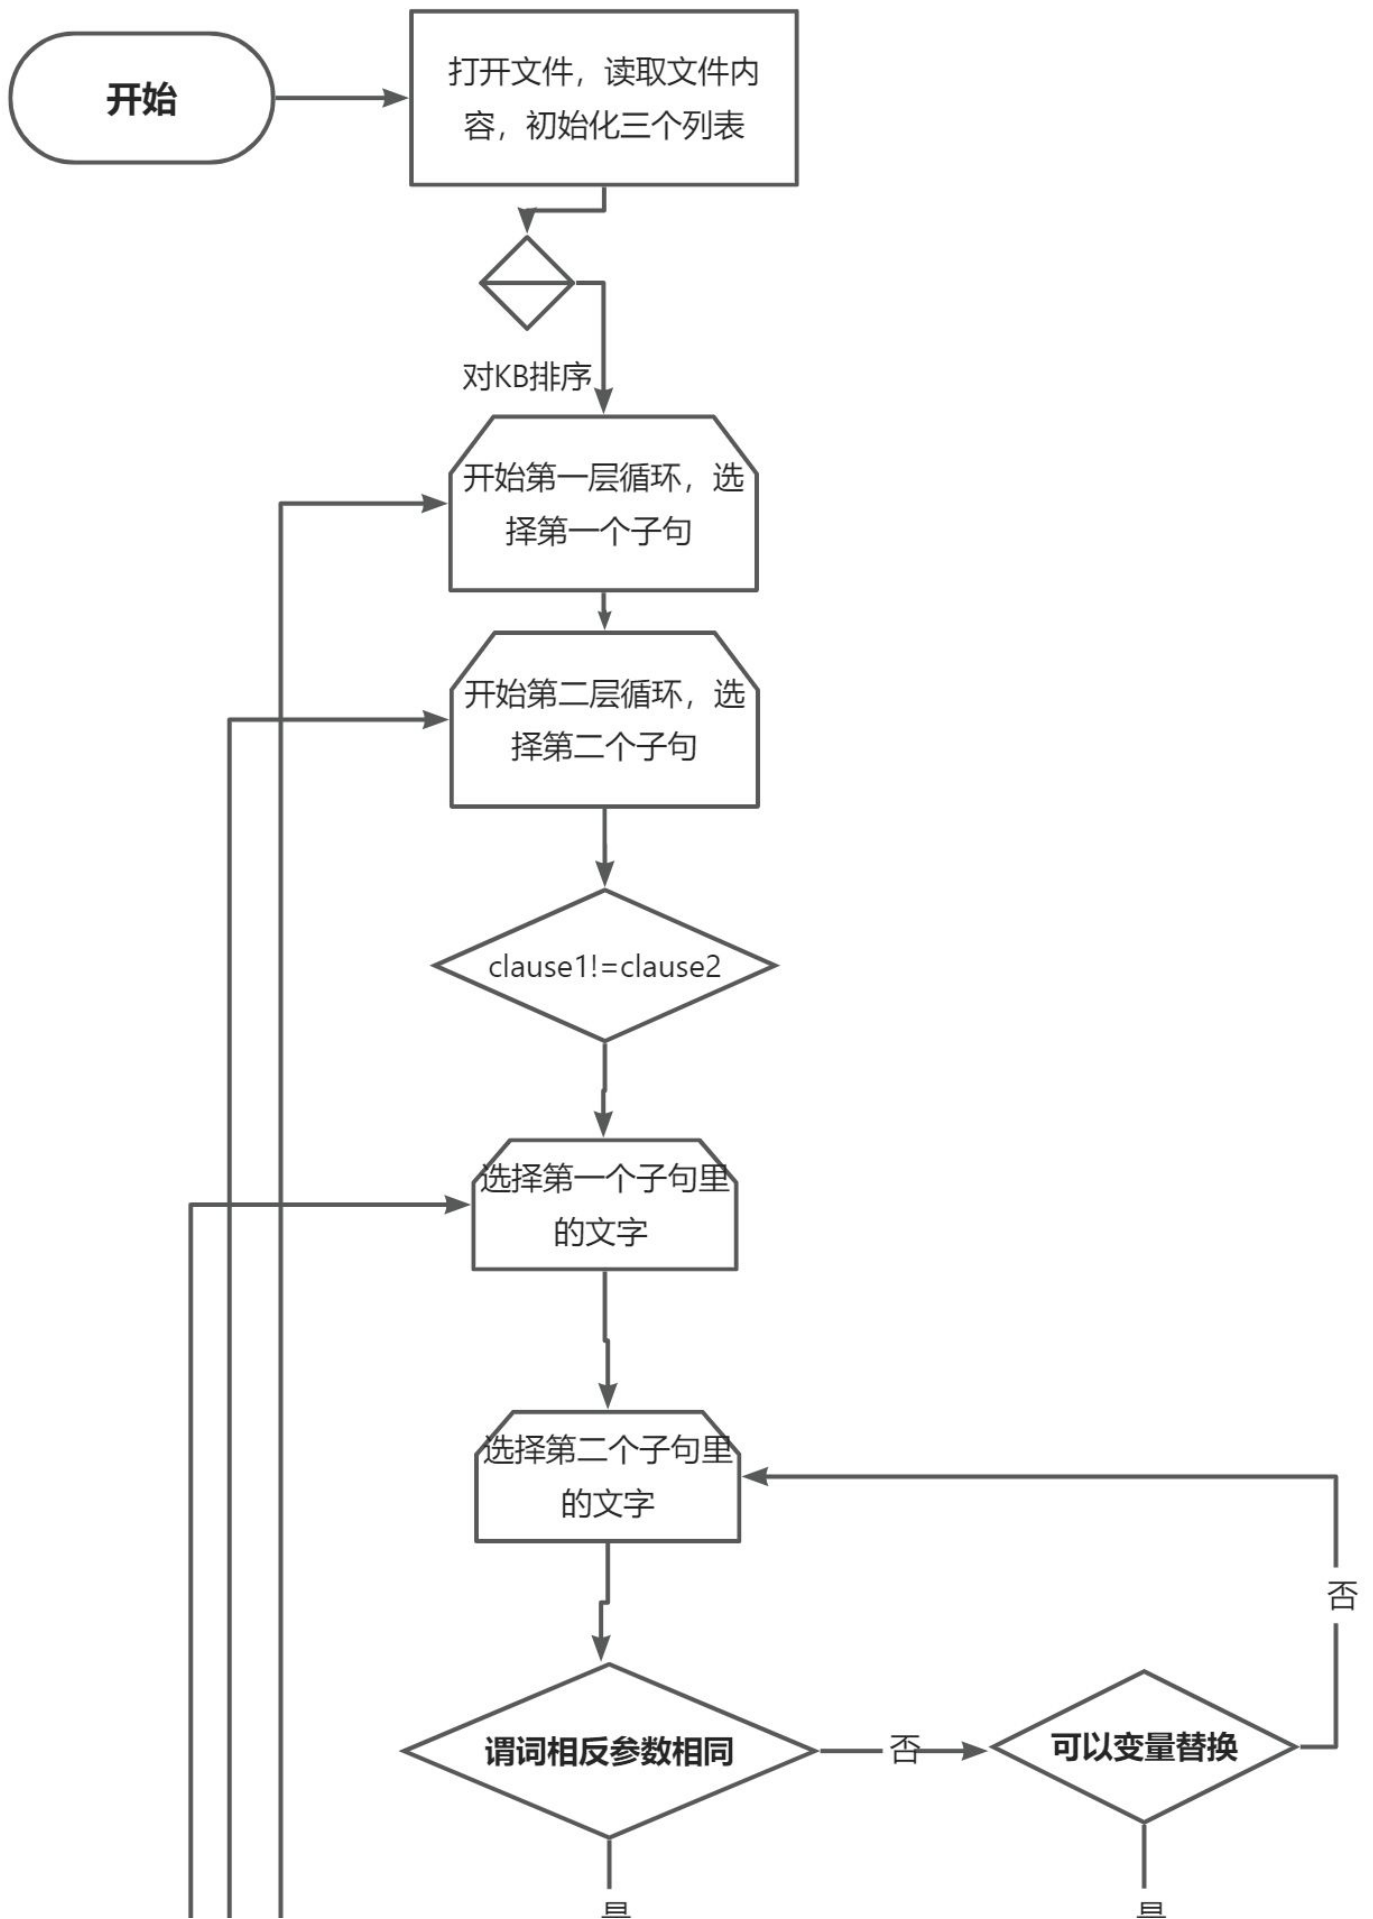 开始
打开文件，读取文件内
容，初始化三个列表
对KB排序
开始第一层循环，选
择第一个子句
开始第二层循环，选
择第二个子句
clause1!=clause2
选择第一个子句里
的文字
选择第二个子句里
的文字
否
谓词相反参数相同
否
可以变量替换
是
是